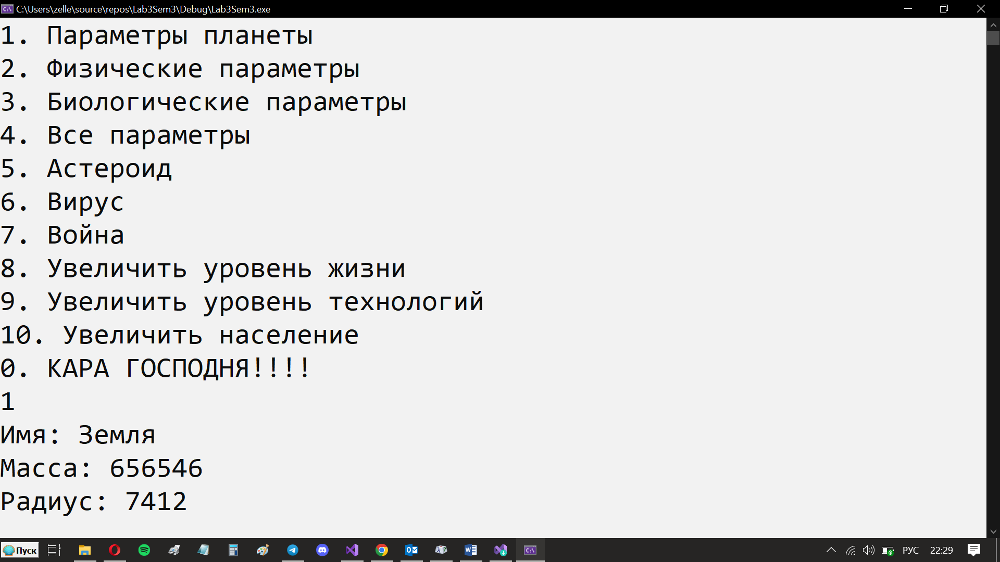 C:\Users\zelle\source\repos\Lab3Sem3\Debug\Lab3Sem3.exe
1. Параметры планеты
2. Физические параметры
3. Биологические параметры
4. Все параметры
5. Астероид
6. Вирус
7. Война
8. Увеличить уровень жизни
9. Увеличить уровень технологий
10. Увеличить население
0. КАРА ГОСПОДНЯ!!!!
1
Имя: Земля
Масса: 656546
Радиус: 7412
Пуск РУС 22:29